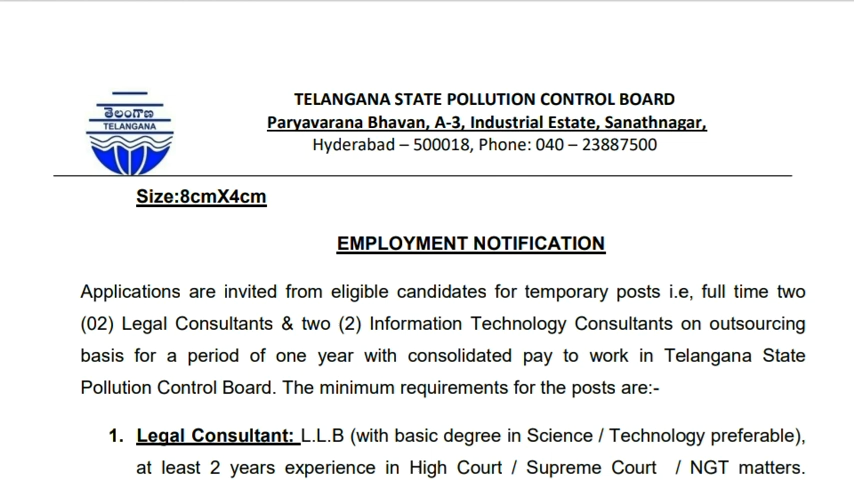 తెలంగాణ
TELANGANA
TELANGANA STATE POLLUTION CONTROL BOARD
Paryavarana Bhavan, A-3, Industrial Estate, Sanathnagar,
Hyderabad – 500018, Phone: 040 – 23887500
Size:8cmX4cm
EMPLOYMENT NOTIFICATION
Applications are invited from eligible candidates for temporary posts i.e, full time two
(02) Legal Consultants & two (2) Information Technology Consultants on outsourcing
basis for a period of one year with consolidated pay to work in Telangana State
Pollution Control Board. The minimum requirements for the posts are:-
1. Legal Consultant: L.L.B (with basic degree in Science / Technology preferable),
at least 2 years experience in High Court / Supreme Court / NGT matters.